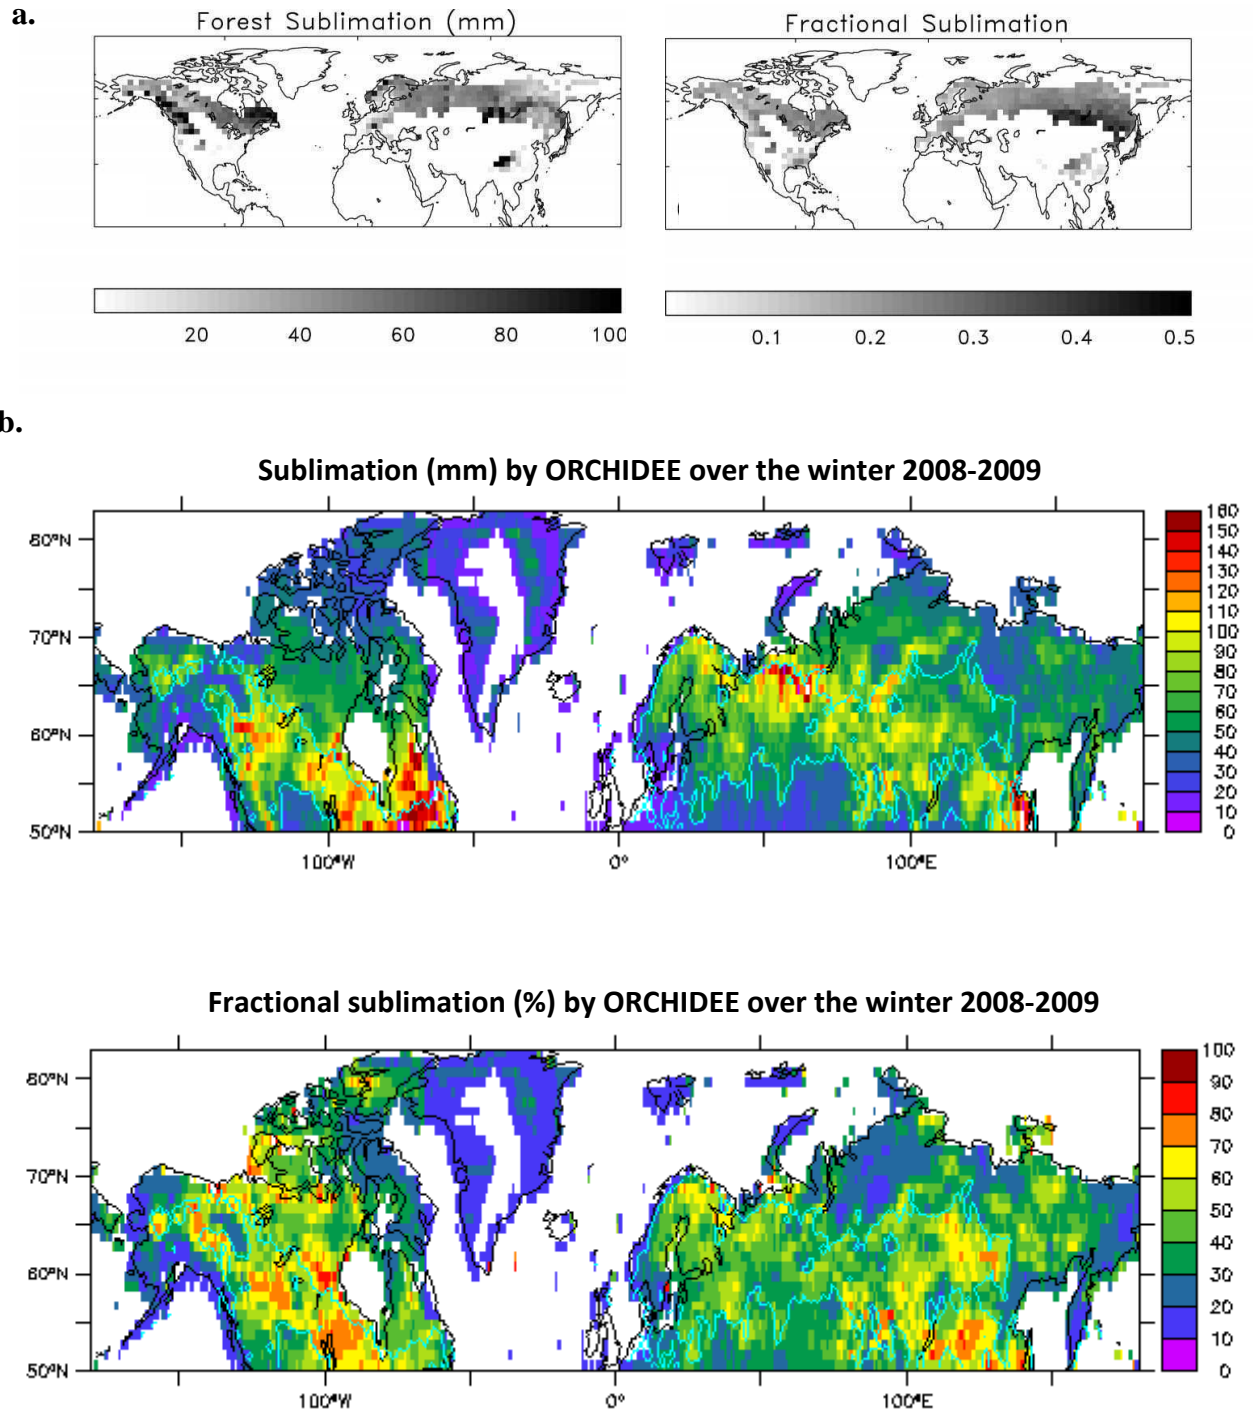 a.
Forest Sublimation (mm)
Fractional Sublimation
20 40 60 80 100
0.1 0.2 0.3 0.4 0.5
b.
Sublimation (mm) by ORCHIDEE over the winter 2008-2009
80°N
70°N
60°N
50°N
100°W 0° 100°E
160
150
140
130
120
110
100
90
80
70
60
50
40
30
20
10
0
Fractional sublimation (%) by ORCHIDEE over the winter 2008-2009
80°N
70°N
60°N
50°N
100°W 0° 100°E
100
90
80
70
60
50
40
30
20
10
0